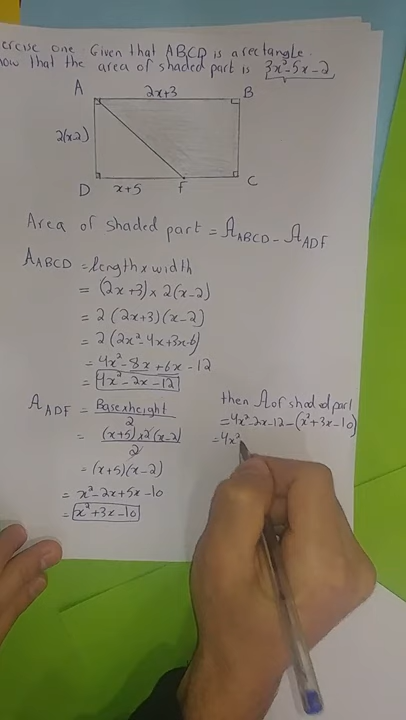 ercise one: Given that ABCD is a rectangle.
how that the area of shaded part is 3x²-5x-2
A 2x+3 B
2(x-2)
D x+5 F C
Area of shaded part = A_ABCD - A_ADF
A_ABCD = length x width
= (2x+3) x 2(x-2)
= 2 (2x+3)(x-2)
= 2 (2x²-4x+3x-6)
= 4x²-8x+6x-12
= 4x²-2x-12
A_ADF = Base x height / 2
= (x+5) x 2(x-2) / 2
= (x+5)(x-2)
= x²-2x+5x-10
= x²+3x-10
then A of shaded part
= 4x²-2x-12-(x²+3x-10)
= 4x²